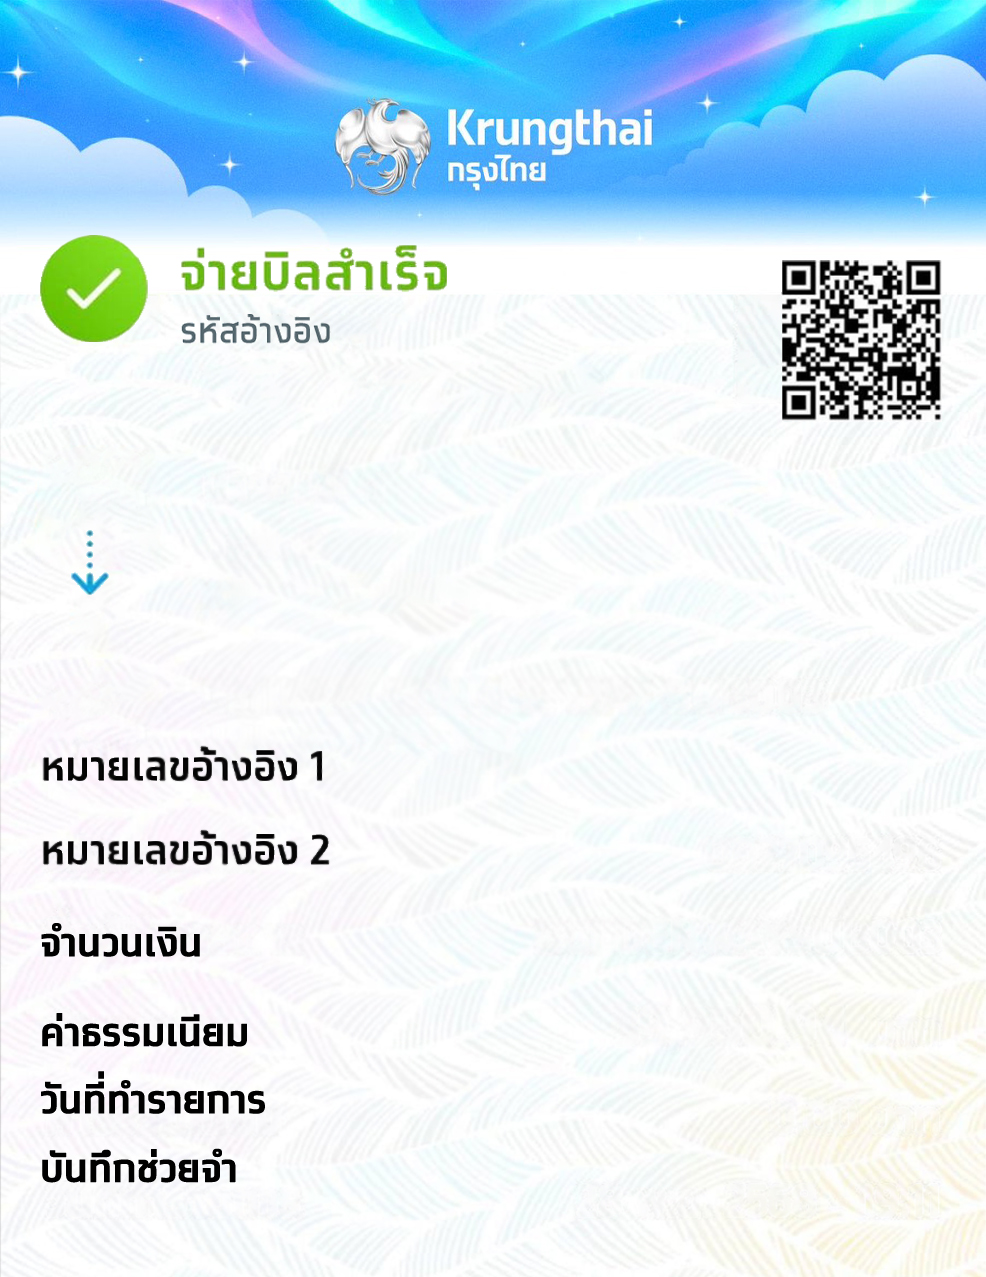 Krungthai
กรุงไทย
จ่ายบิลสำเร็จ
รหัสอ้างอิง
หมายเลขอ้างอิง 1
หมายเลขอ้างอิง 2
จำนวนเงิน
ค่าธรรมเนียม
วันที่ทำรายการ
บันทึกช่วยจำ